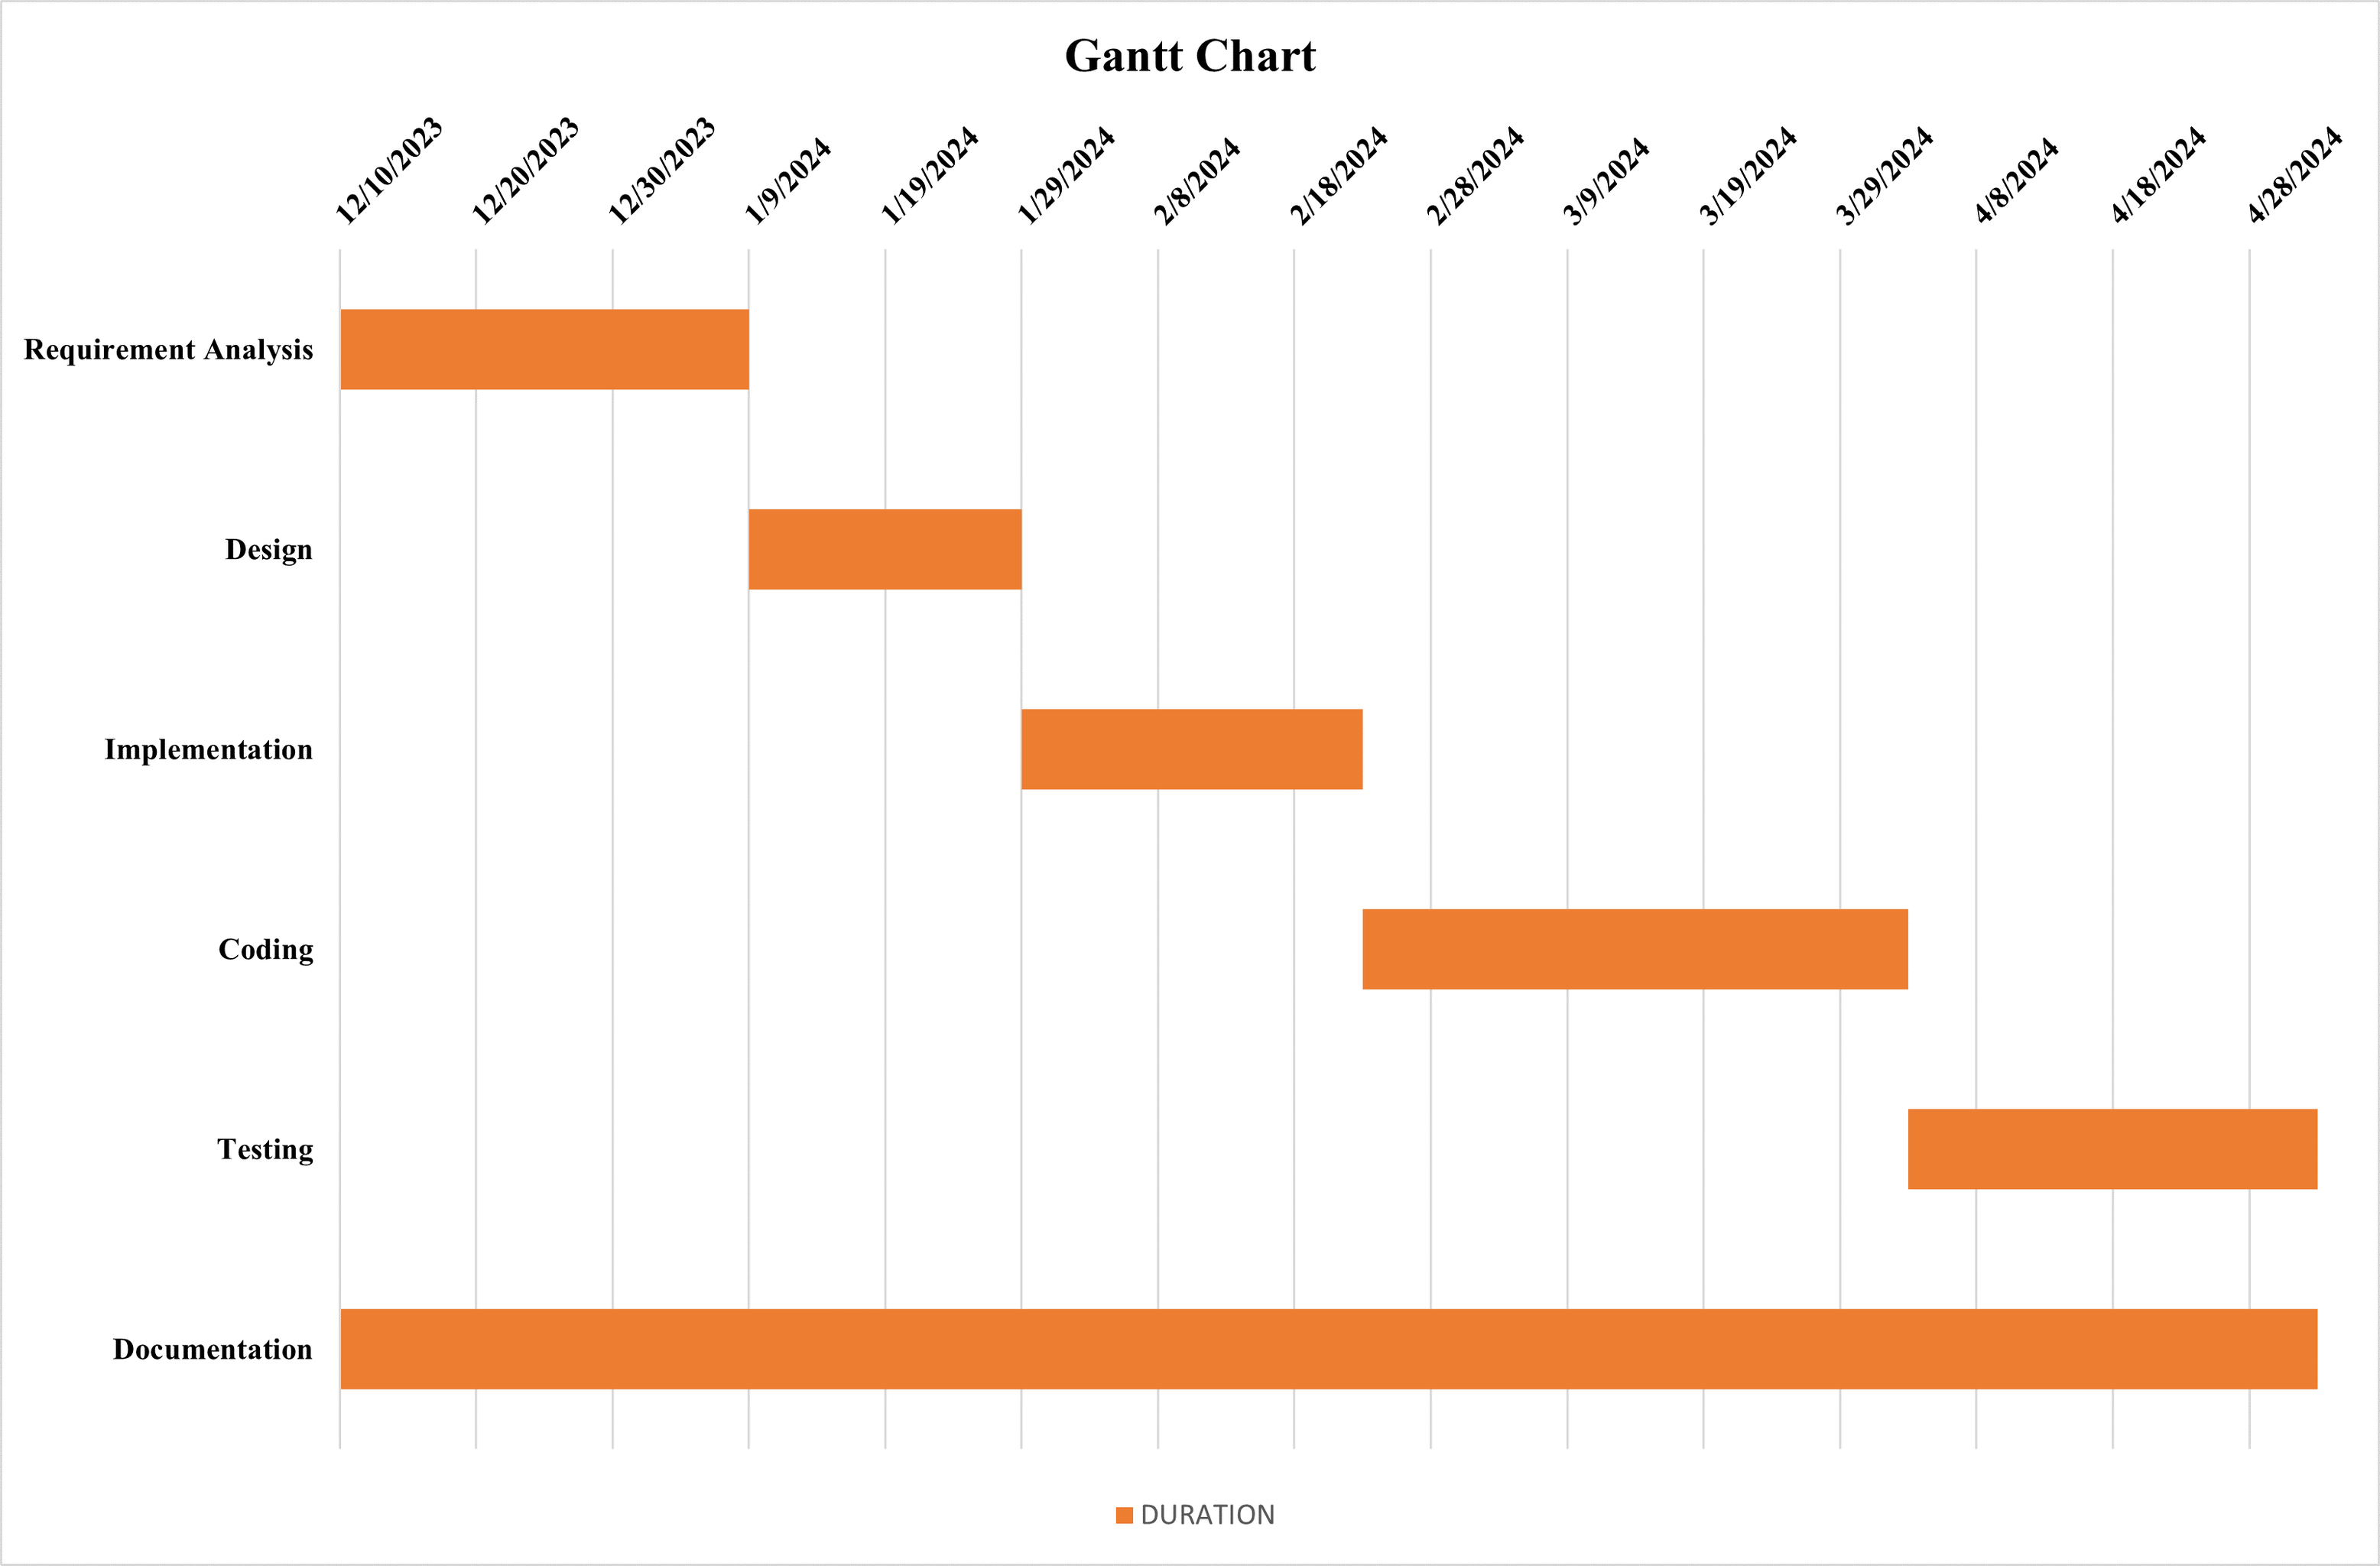 Gantt Chart
12/10/2023
12/20/2023
12/30/2023
1/9/2024
1/19/2024
1/29/2024
2/8/2024
2/18/2024
2/28/2024
3/9/2024
3/19/2024
3/29/2024
4/8/2024
4/18/2024
4/28/2024
Requirement Analysis
Design
Implementation
Coding
Testing
Documentation
DURATION